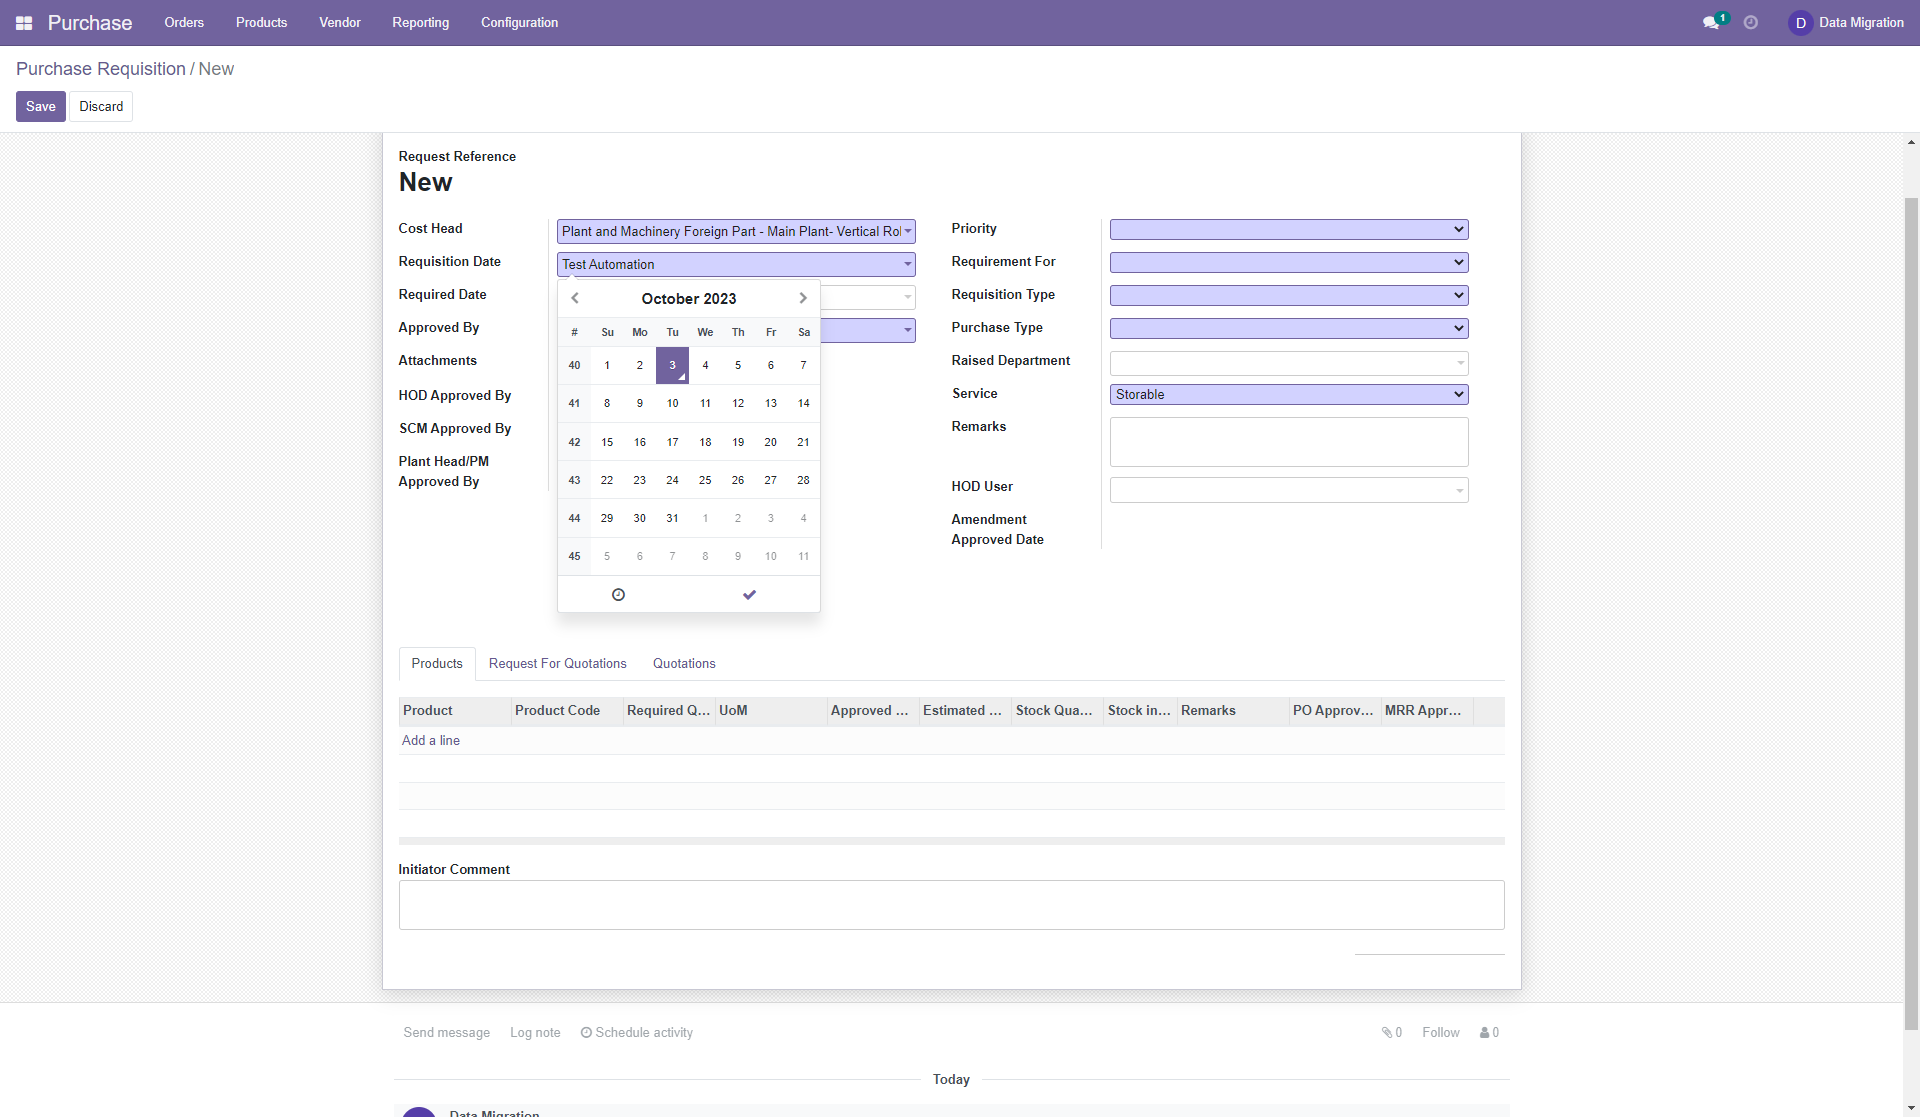 Purchase Orders Products Vendor Reporting Configuration 1 D Data Migration
Purchase Requisition / New
Save Discard
Request Reference
New
Cost Head Plant and Machinery Foreign Part - Main Plant- Vertical Rol Priority
Requisition Date Test Automation Requirement For
Required Date Requisition Type
Approved By Purchase Type
Attachments Raised Department
HOD Approved By Service Storable
SCM Approved By Remarks
Plant Head/PM
Approved By
HOD User
Amendment
Approved Date
October 2023
# Su Mo Tu We Th Fr Sa
40 1 2 3 4 5 6 7
41 8 9 10 11 12 13 14
42 15 16 17 18 19 20 21
43 22 23 24 25 26 27 28
44 29 30 31 1 2 3 4
45 5 6 7 8 9 10 11
Products Request For Quotations Quotations
Product Product Code Required Q... UoM Approved ... Estimated ... Stock Qua... Stock in... Remarks PO Approv... MRR Appr...
Add a line
Initiator Comment
Send message Log note Schedule activity 0 Follow 0
Today
Data Migration